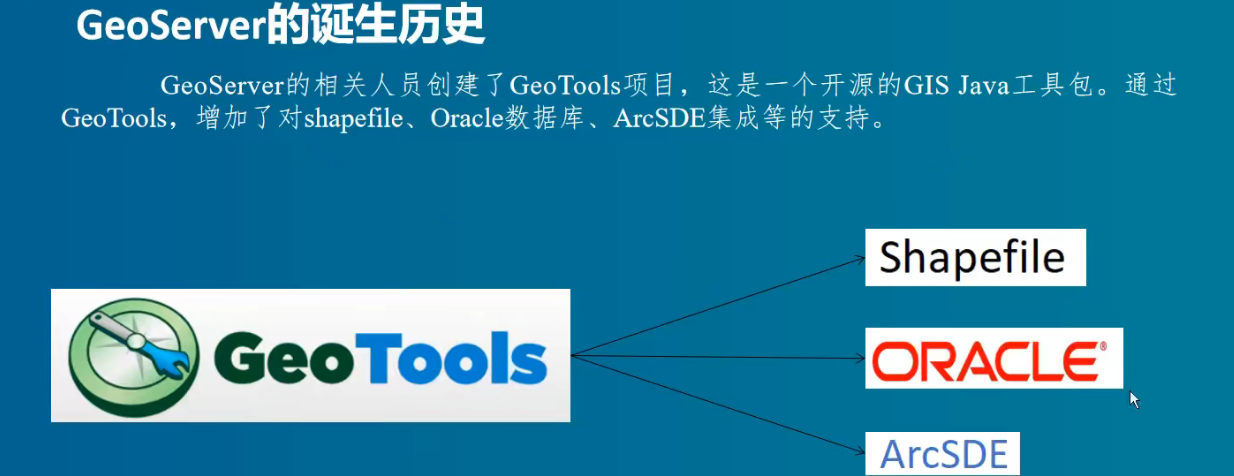 GeoServer的诞生历史
GeoServer的相关人员创建了GeoTools项目，这是一个开源的GIS Java工具包。通过
GeoTools，增加了对shapefile、Oracle数据库、ArcSDE集成等的支持。
Shapefile
GeoTools
ORACLE®
ArcSDE